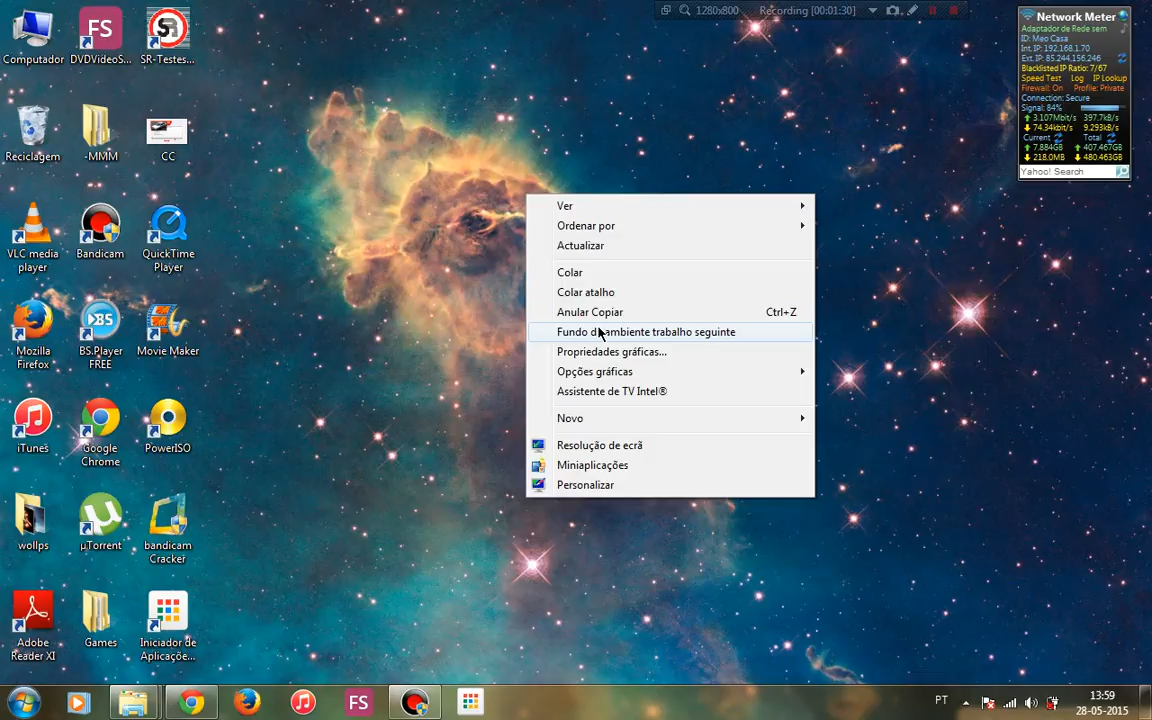 1280x800
Recording [00:01:30]
Network Meter
Adaptador de Rede sem
ID: Meo Casa
Int. IP: 192.168.1.70
Ext. IP: 85.244.156.246
Blacklisted IP Ratio: 7/67
Speed Test Log IP Lookup
Firewall: On Profile: Private
Connection: Secure
Signal: 84%
3.107Mbit/s 397.7kB/s
74.34kbit/s 9.293kB/s
Current Total
7.884GB 407.467GB
218.0MB 480.463GB
Yahoo! Search
Computador
FS
DVDVideoS...
SR
SR-Testes...
Reciclagem
-MMM
CC
VLC media
player
Bandicam
QuickTime
Player
Mozilla
Firefox
BS
BS.Player
FREE
Movie Maker
iTunes
Google
Chrome
PowerISO
wollps
µTorrent
bandicam
Cracker
Adobe
Reader XI
Games
Iniciador de
Aplicaçõe...
Ver
Ordenar por
Actualizar
Colar
Colar atalho
Anular Copiar Ctrl+Z
Fundo ambiente trabalho seguinte
Propriedades gráficas...
Opções gráficas
Assistente de TV Intel®
Novo
Resolução de ecrã
Miniaplicações
Personalizar
FS
PT
13:59
28-05-2015